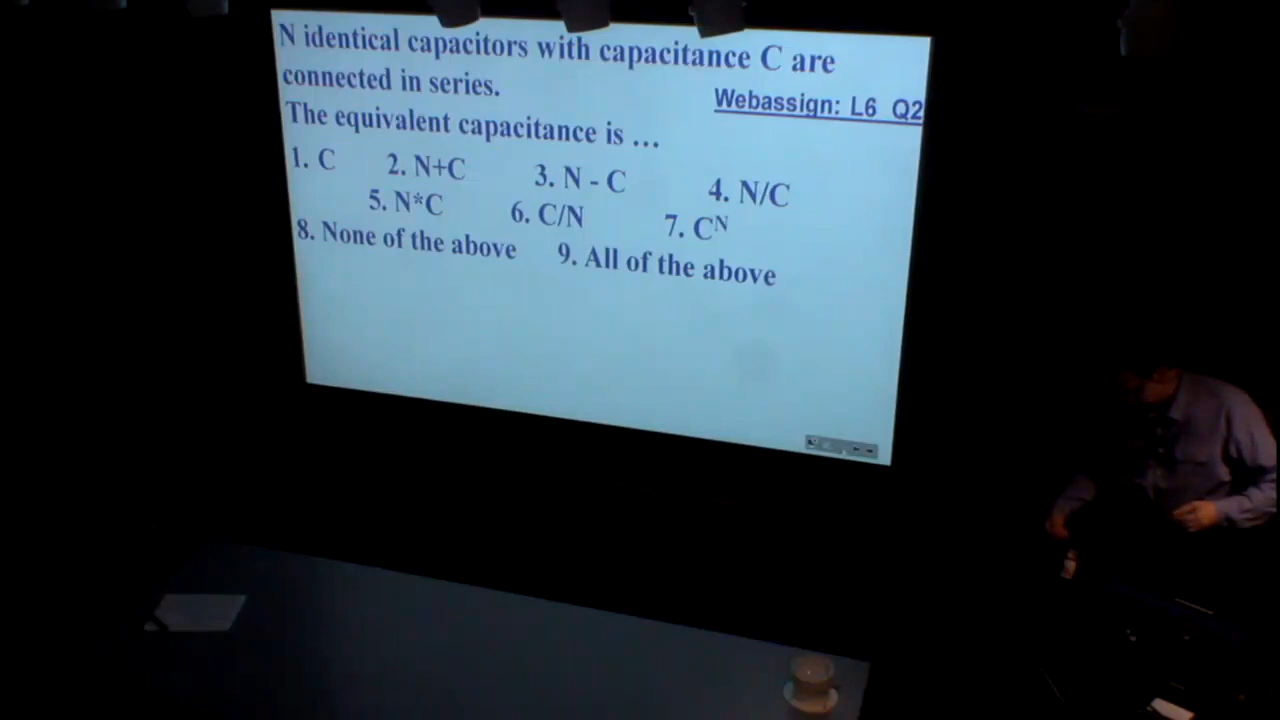 N identical capacitors with capacitance C are
connected in series.
Webassign: L6 Q2
The equivalent capacitance is ...
1. C 2. N+C 3. N - C 4. N/C
5. N*C 6. C/N 7. Cᴺ
8. None of the above 9. All of the above